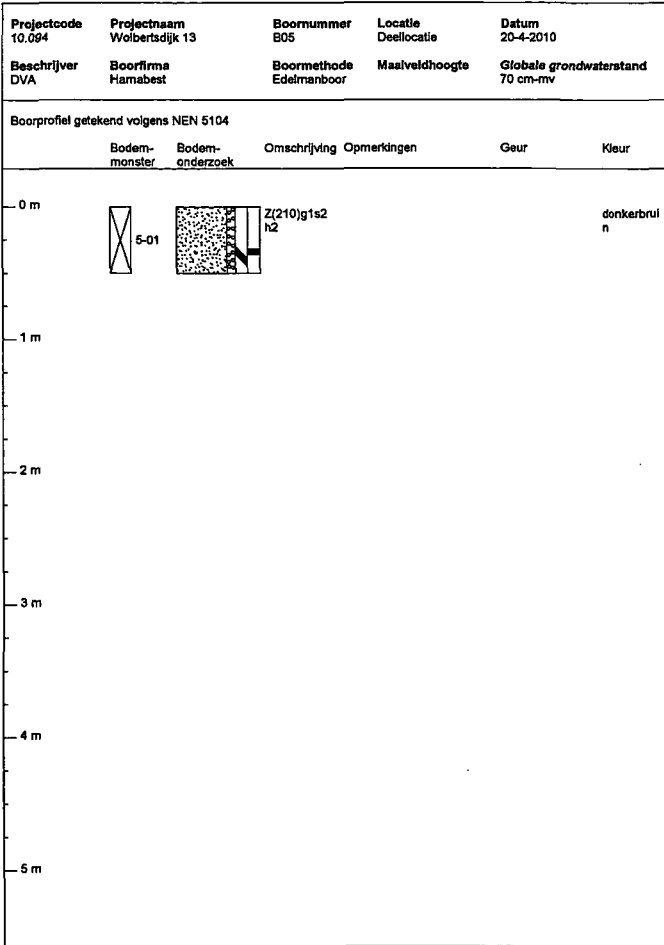 Projectcode Projectnaam Boornummer Locatie Datum
10.094 Wolbertsdijk 13 B05 Deellocatie 20-4-2010
Beschrijver Boorfirma Boormethode Maaiveldhoogte Globale grondwaterstand
DVA Hamabest Edelmanboor 70 cm-mv
Boorprofiel getekend volgens NEN 5104
Bodem- Bodem- Omschrijving Opmerkingen Geur Kleur
monster onderzoek
0 m Z(210)g1s2 donkerbrui
h2 n
5-01
1 m
2 m
3 m
4 m
5 m